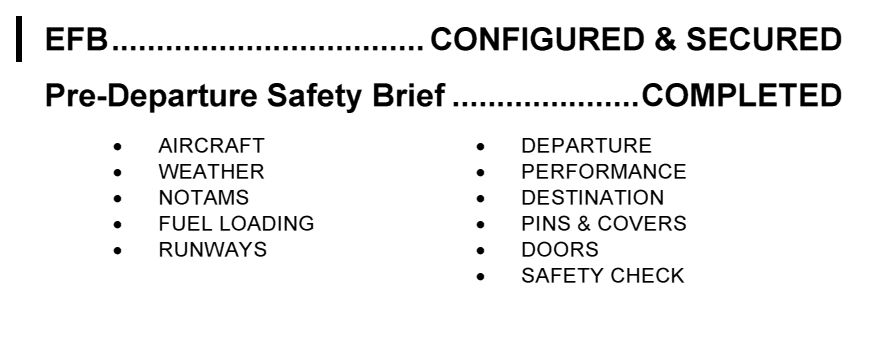 EFB................................... CONFIGURED & SECURED
Pre-Departure Safety Brief .....................COMPLETED
• AIRCRAFT
• WEATHER
• NOTAMS
• FUEL LOADING
• RUNWAYS
• DEPARTURE
• PERFORMANCE
• DESTINATION
• PINS & COVERS
• DOORS
• SAFETY CHECK